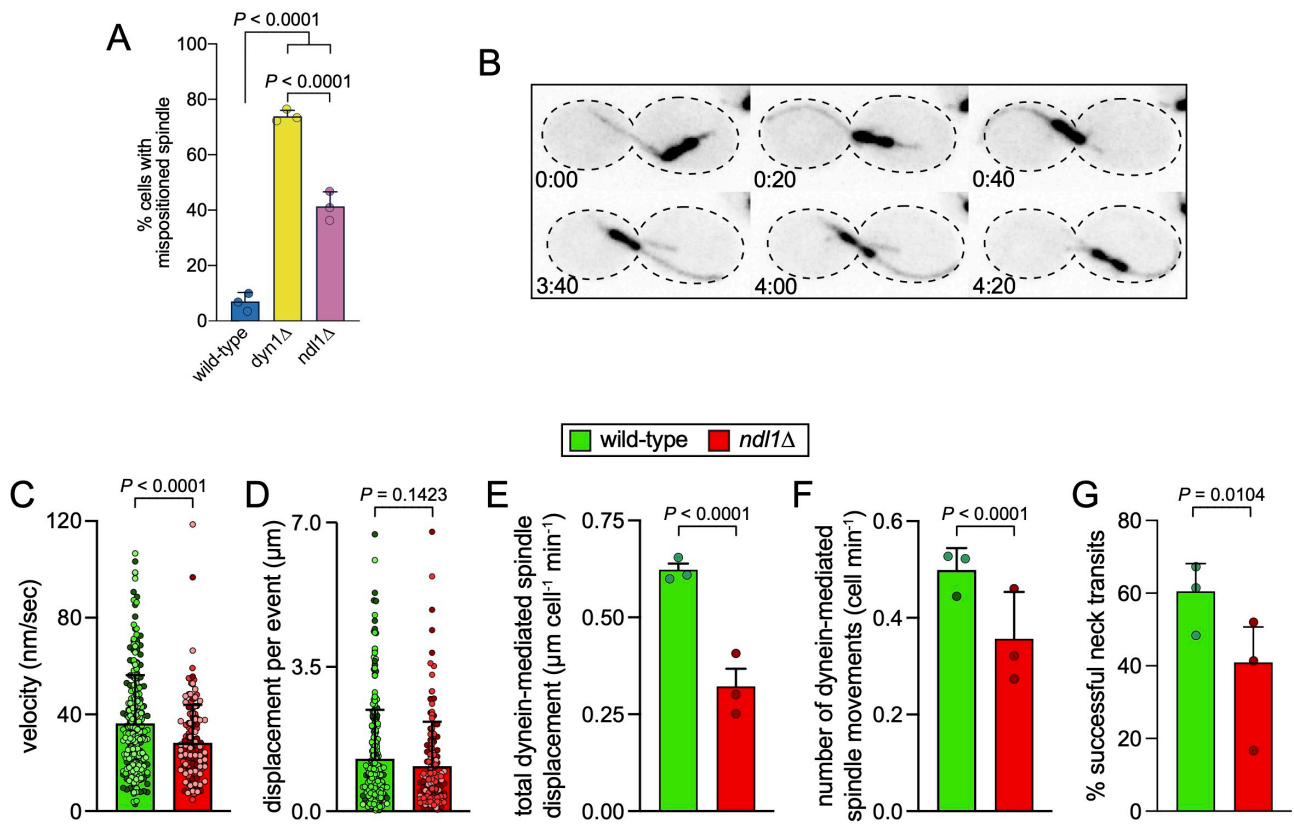 A
P < 0.0001
P < 0.0001
% cells with
mispositioned spindle
100
80
60
40
20
0
wild-type
dyn1Δ
ndl1Δ
B
0:00
0:20
0:40
3:40
4:00
4:20
wild-type
ndl1Δ
C
P < 0.0001
velocity (nm/sec)
120
80
40
0
D
P = 0.1423
displacement per event (µm)
7.0
3.5
0.0
E
P < 0.0001
total dynein-mediated spindle
displacement (µm cell⁻¹ min⁻¹)
0.75
0.50
0.25
0.00
F
P < 0.0001
number of dynein-mediated
spindle movements (cell min⁻¹)
0.6
0.4
0.2
0.0
G
P = 0.0104
% successful neck transits
80
60
40
20
0